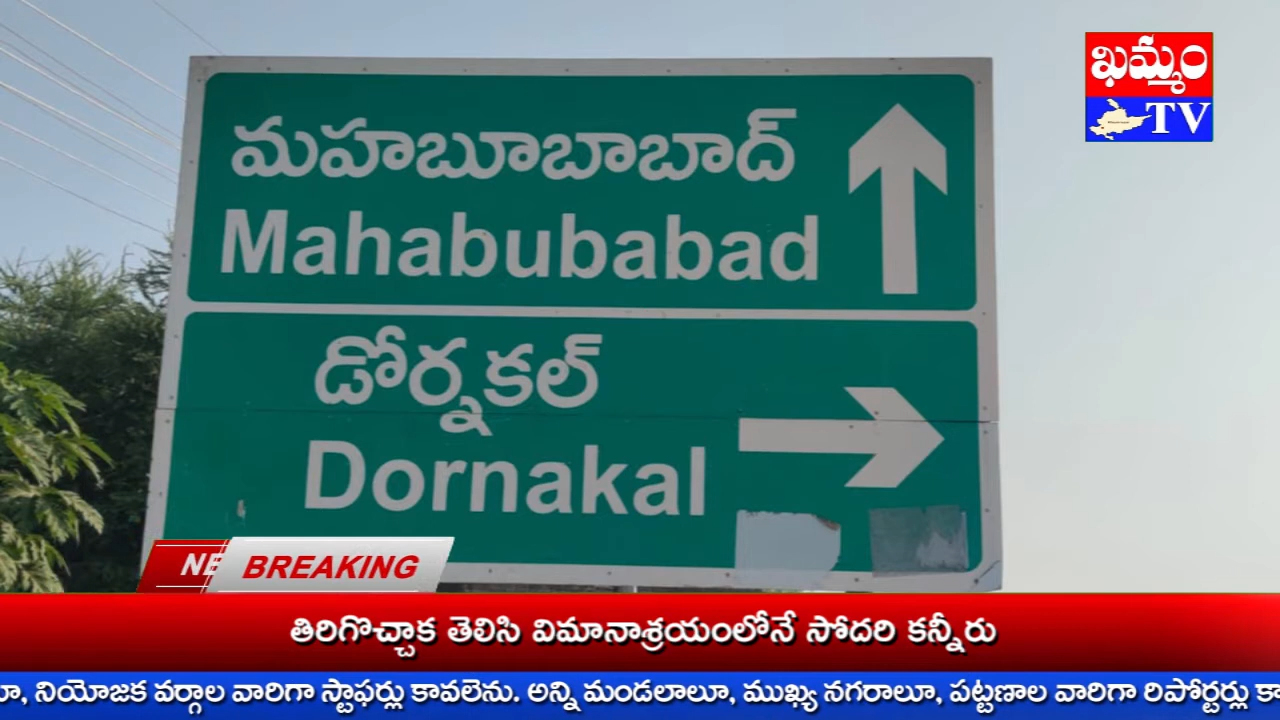 ఖమ్మం
TV
మహబూబాబాద్
Mahabubabad
డోర్నకల్
Dornakal
BREAKING
తిరిగొచ్చాక తెలిసి విమానాశ్రయంలోనే సోదరి కన్నీరు
నియోజక వర్గాల వారిగా స్టాఫర్లు కావలెను. అన్ని మండలాలూ, ముఖ్య నగరాలూ, పట్టణాల వారిగా రిపోర్టర్లు